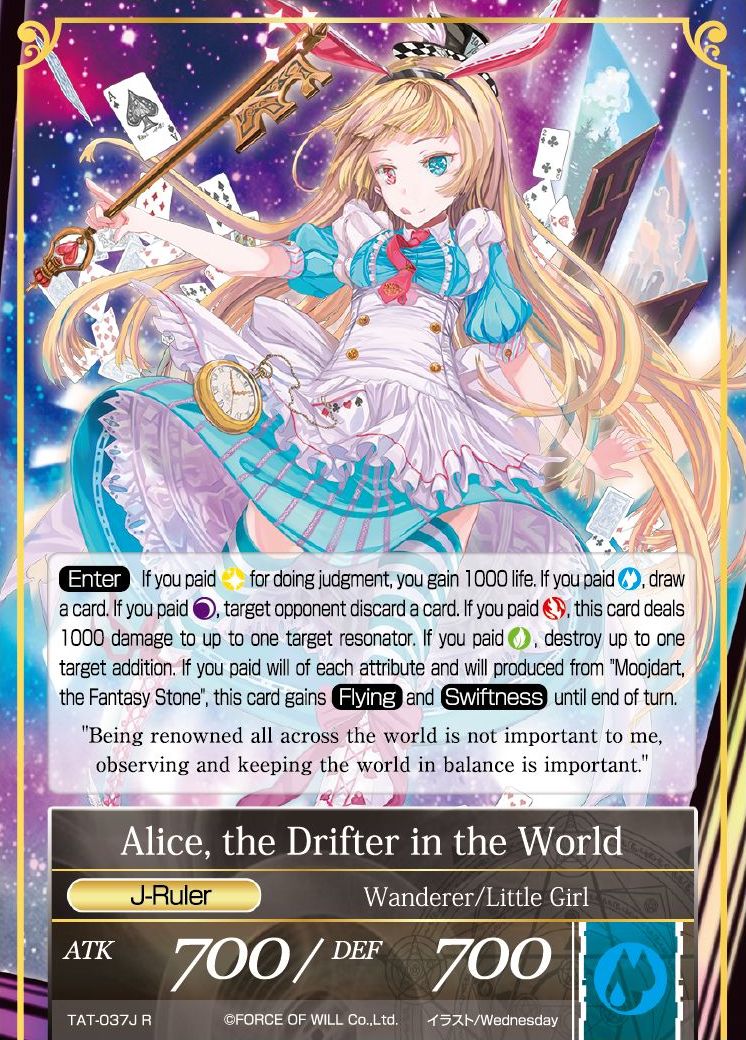 Enter If you paid for doing judgment, you gain 1000 life. If you paid , draw
a card. If you paid , target opponent discard a card. If you paid , this card deals
1000 damage to up to one target resonator. If you paid , destroy up to one
target addition. If you paid will of each attribute and will produced from "Moojdart,
the Fantasy Stone", this card gains Flying and Swiftness until end of turn.
"Being renowned all across the world is not important to me,
observing and keeping the world in balance is important."
Alice, the Drifter in the World
J-Ruler Wanderer/Little Girl
ATK 700 / DEF 700
TAT-037J R ©FORCE OF WILL Co.,Ltd. イラスト/Wednesday